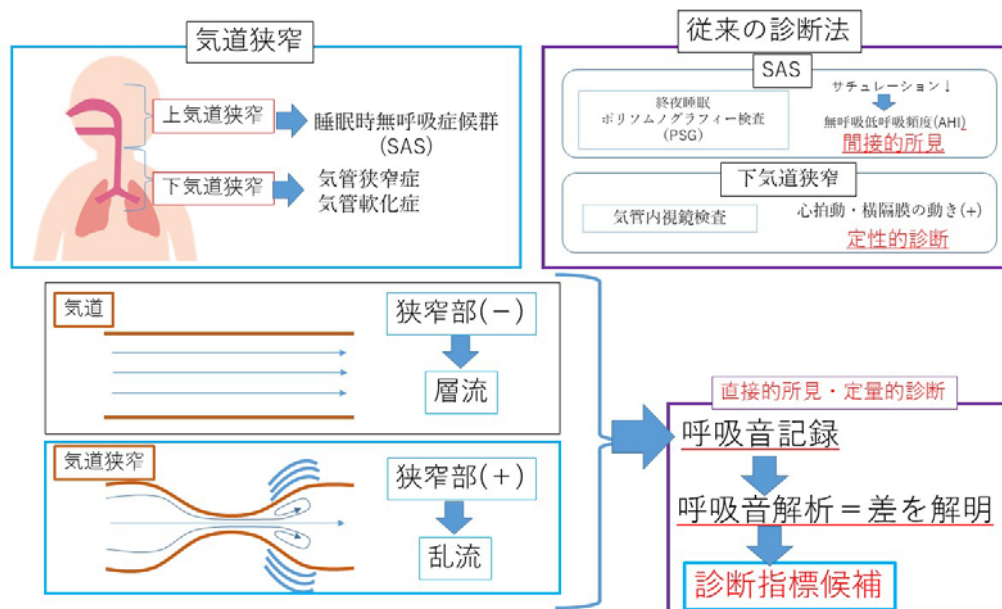 気道狭窄
上気道狭窄
睡眠時無呼吸症候群
(SAS)
下気道狭窄
気管狭窄症
気管軟化症
従来の診断法
SAS
終夜睡眠
ポリソムノグラフィー検査
(PSG)
サチュレーション↓
無呼吸低呼吸頻度(AHI)
間接的所見
下気道狭窄
気管内視鏡検査
心拍動・横隔膜の動き(+)
定性的診断
気道
狭窄部(－)
層流
気道狭窄
狭窄部(＋)
乱流
直接的所見・定量的診断
呼吸音記録
呼吸音解析＝差を解明
診断指標候補